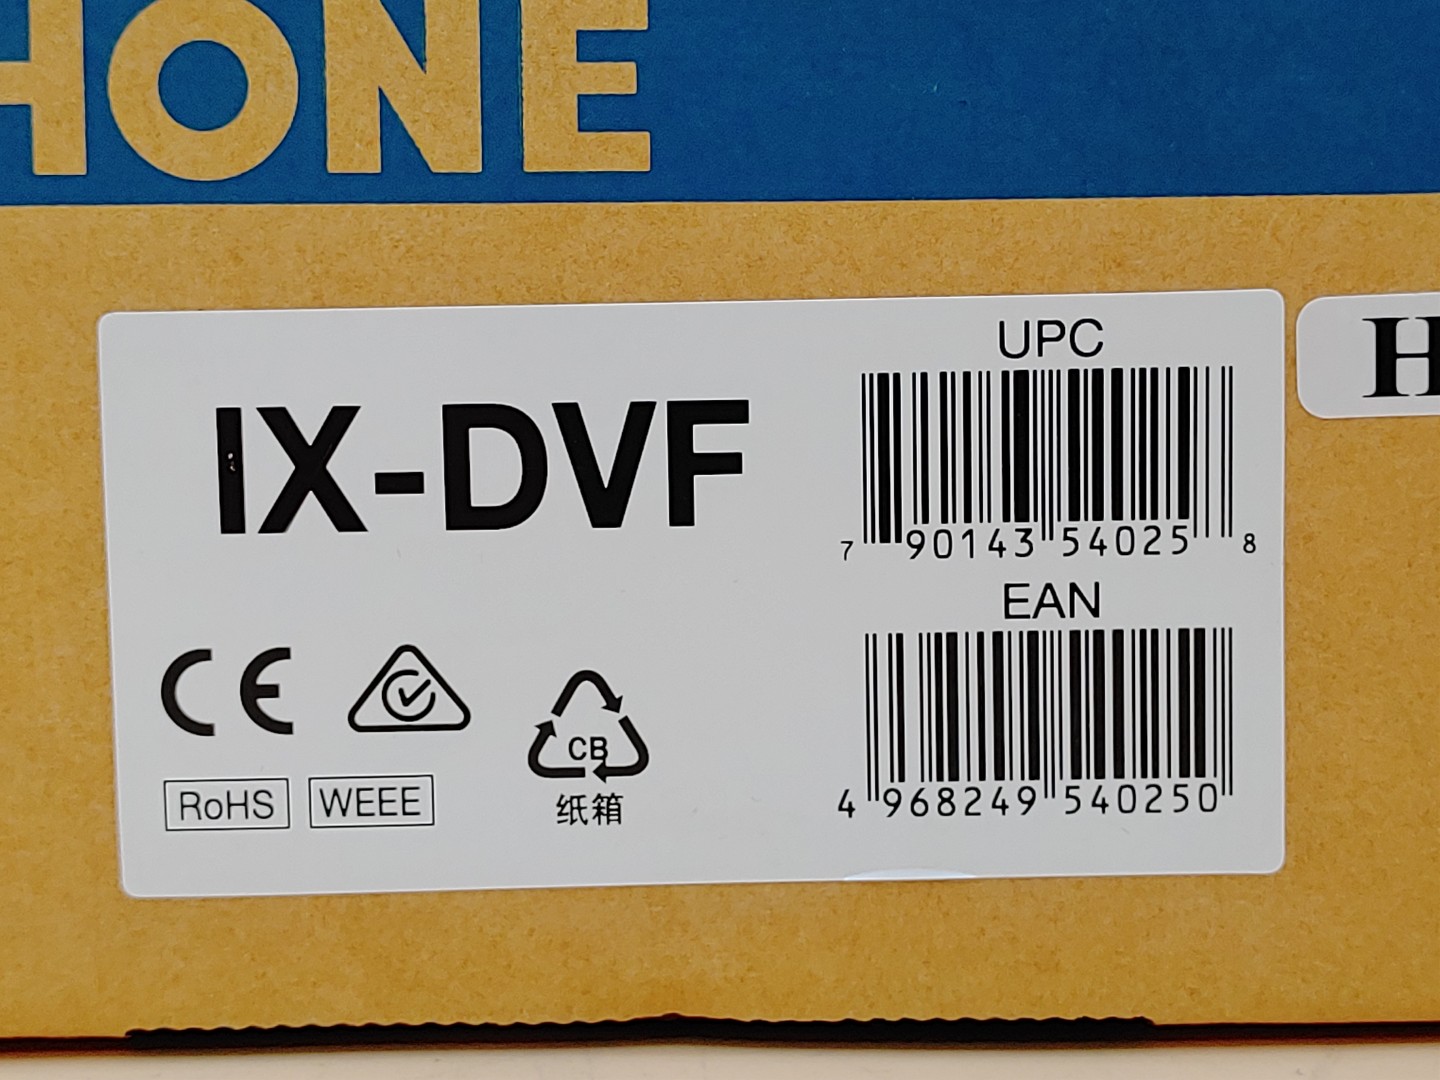 HONE
UPC
IX-DVF
7 90143 54025 8
EAN
CE
CB
RoHS WEEE
纸箱
4 968249 540250
H